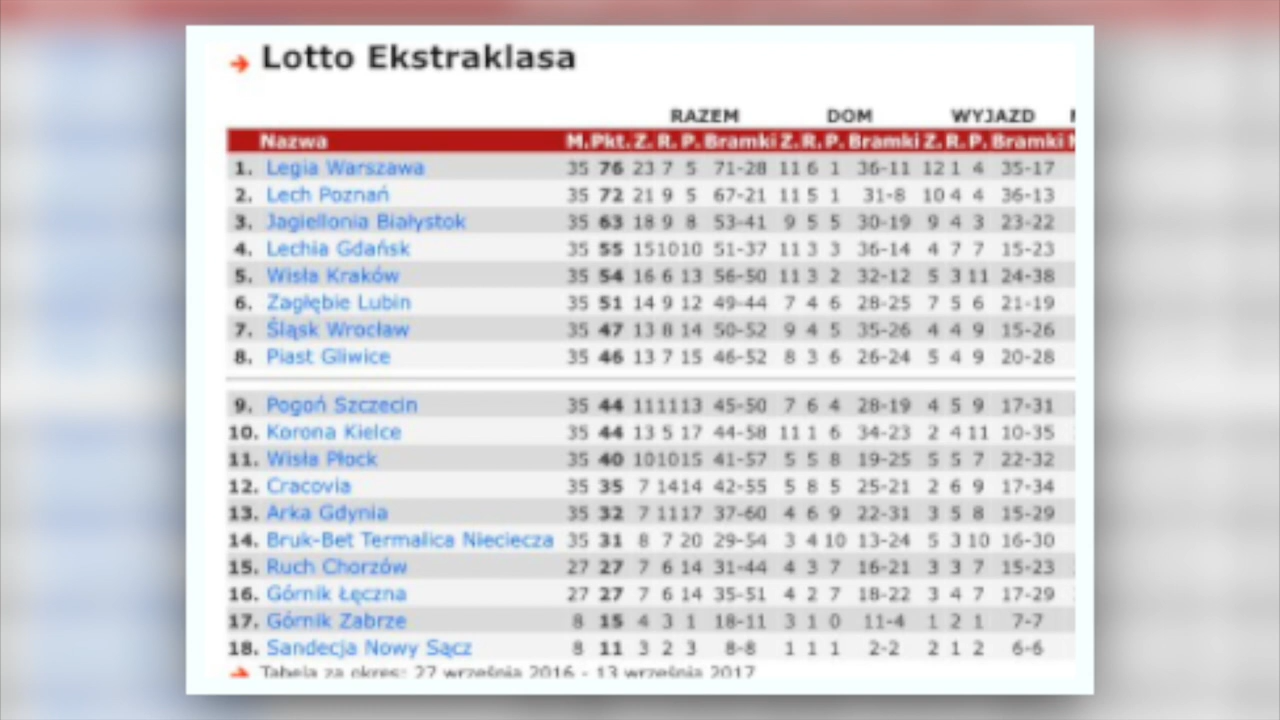 Lotto Ekstraklasa
RAZEM DOM WYJAZD
Nazwa M. Pkt. Z. R. P. Bramki Z. R. P. Bramki Z. R. P. Bramki
1. Legia Warszawa 35 76 23 7 5 71-28 11 6 1 36-11 12 1 4 35-17
2. Lech Poznań 35 72 21 9 5 67-21 11 5 1 31-8 10 4 4 36-13
3. Jagiellonia Białystok 35 63 18 9 8 53-41 9 5 5 30-19 9 4 3 23-22
4. Lechia Gdańsk 35 55 15 10 10 51-37 11 3 3 36-14 4 7 7 15-23
5. Wisła Kraków 35 54 16 6 13 56-50 11 3 2 32-12 5 3 11 24-38
6. Zagłębie Lubin 35 51 14 9 12 49-44 7 4 6 28-25 7 5 6 21-19
7. Śląsk Wrocław 35 47 13 8 14 50-52 9 4 5 35-26 4 4 9 15-26
8. Piast Gliwice 35 46 13 7 15 46-52 8 3 6 26-24 5 4 9 20-28
9. Pogoń Szczecin 35 44 11 11 13 45-50 7 6 4 28-19 4 5 9 17-31
10. Korona Kielce 35 44 13 5 17 44-58 11 1 6 34-23 2 4 11 10-35
11. Wisła Płock 35 40 10 10 15 41-57 5 5 8 19-25 5 5 7 22-32
12. Cracovia 35 35 7 14 14 42-55 5 8 5 25-21 2 6 9 17-34
13. Arka Gdynia 35 32 7 11 17 37-60 4 6 9 22-31 3 5 8 15-29
14. Bruk-Bet Termalica Nieciecza 35 31 8 7 20 29-54 3 4 10 13-24 5 3 10 16-30
15. Ruch Chorzów 27 27 7 6 14 31-44 4 3 7 16-21 3 3 7 15-23
16. Górnik Łęczna 27 27 7 6 14 35-51 4 2 7 18-22 3 4 7 17-29
17. Górnik Zabrze 8 15 4 3 1 18-11 3 1 0 11-4 1 2 1 7-7
18. Sandecja Nowy Sącz 8 11 3 2 3 8-8 1 1 1 2-2 2 1 2 6-6
Tabela za okres: 27 września 2016 - 13 września 2017